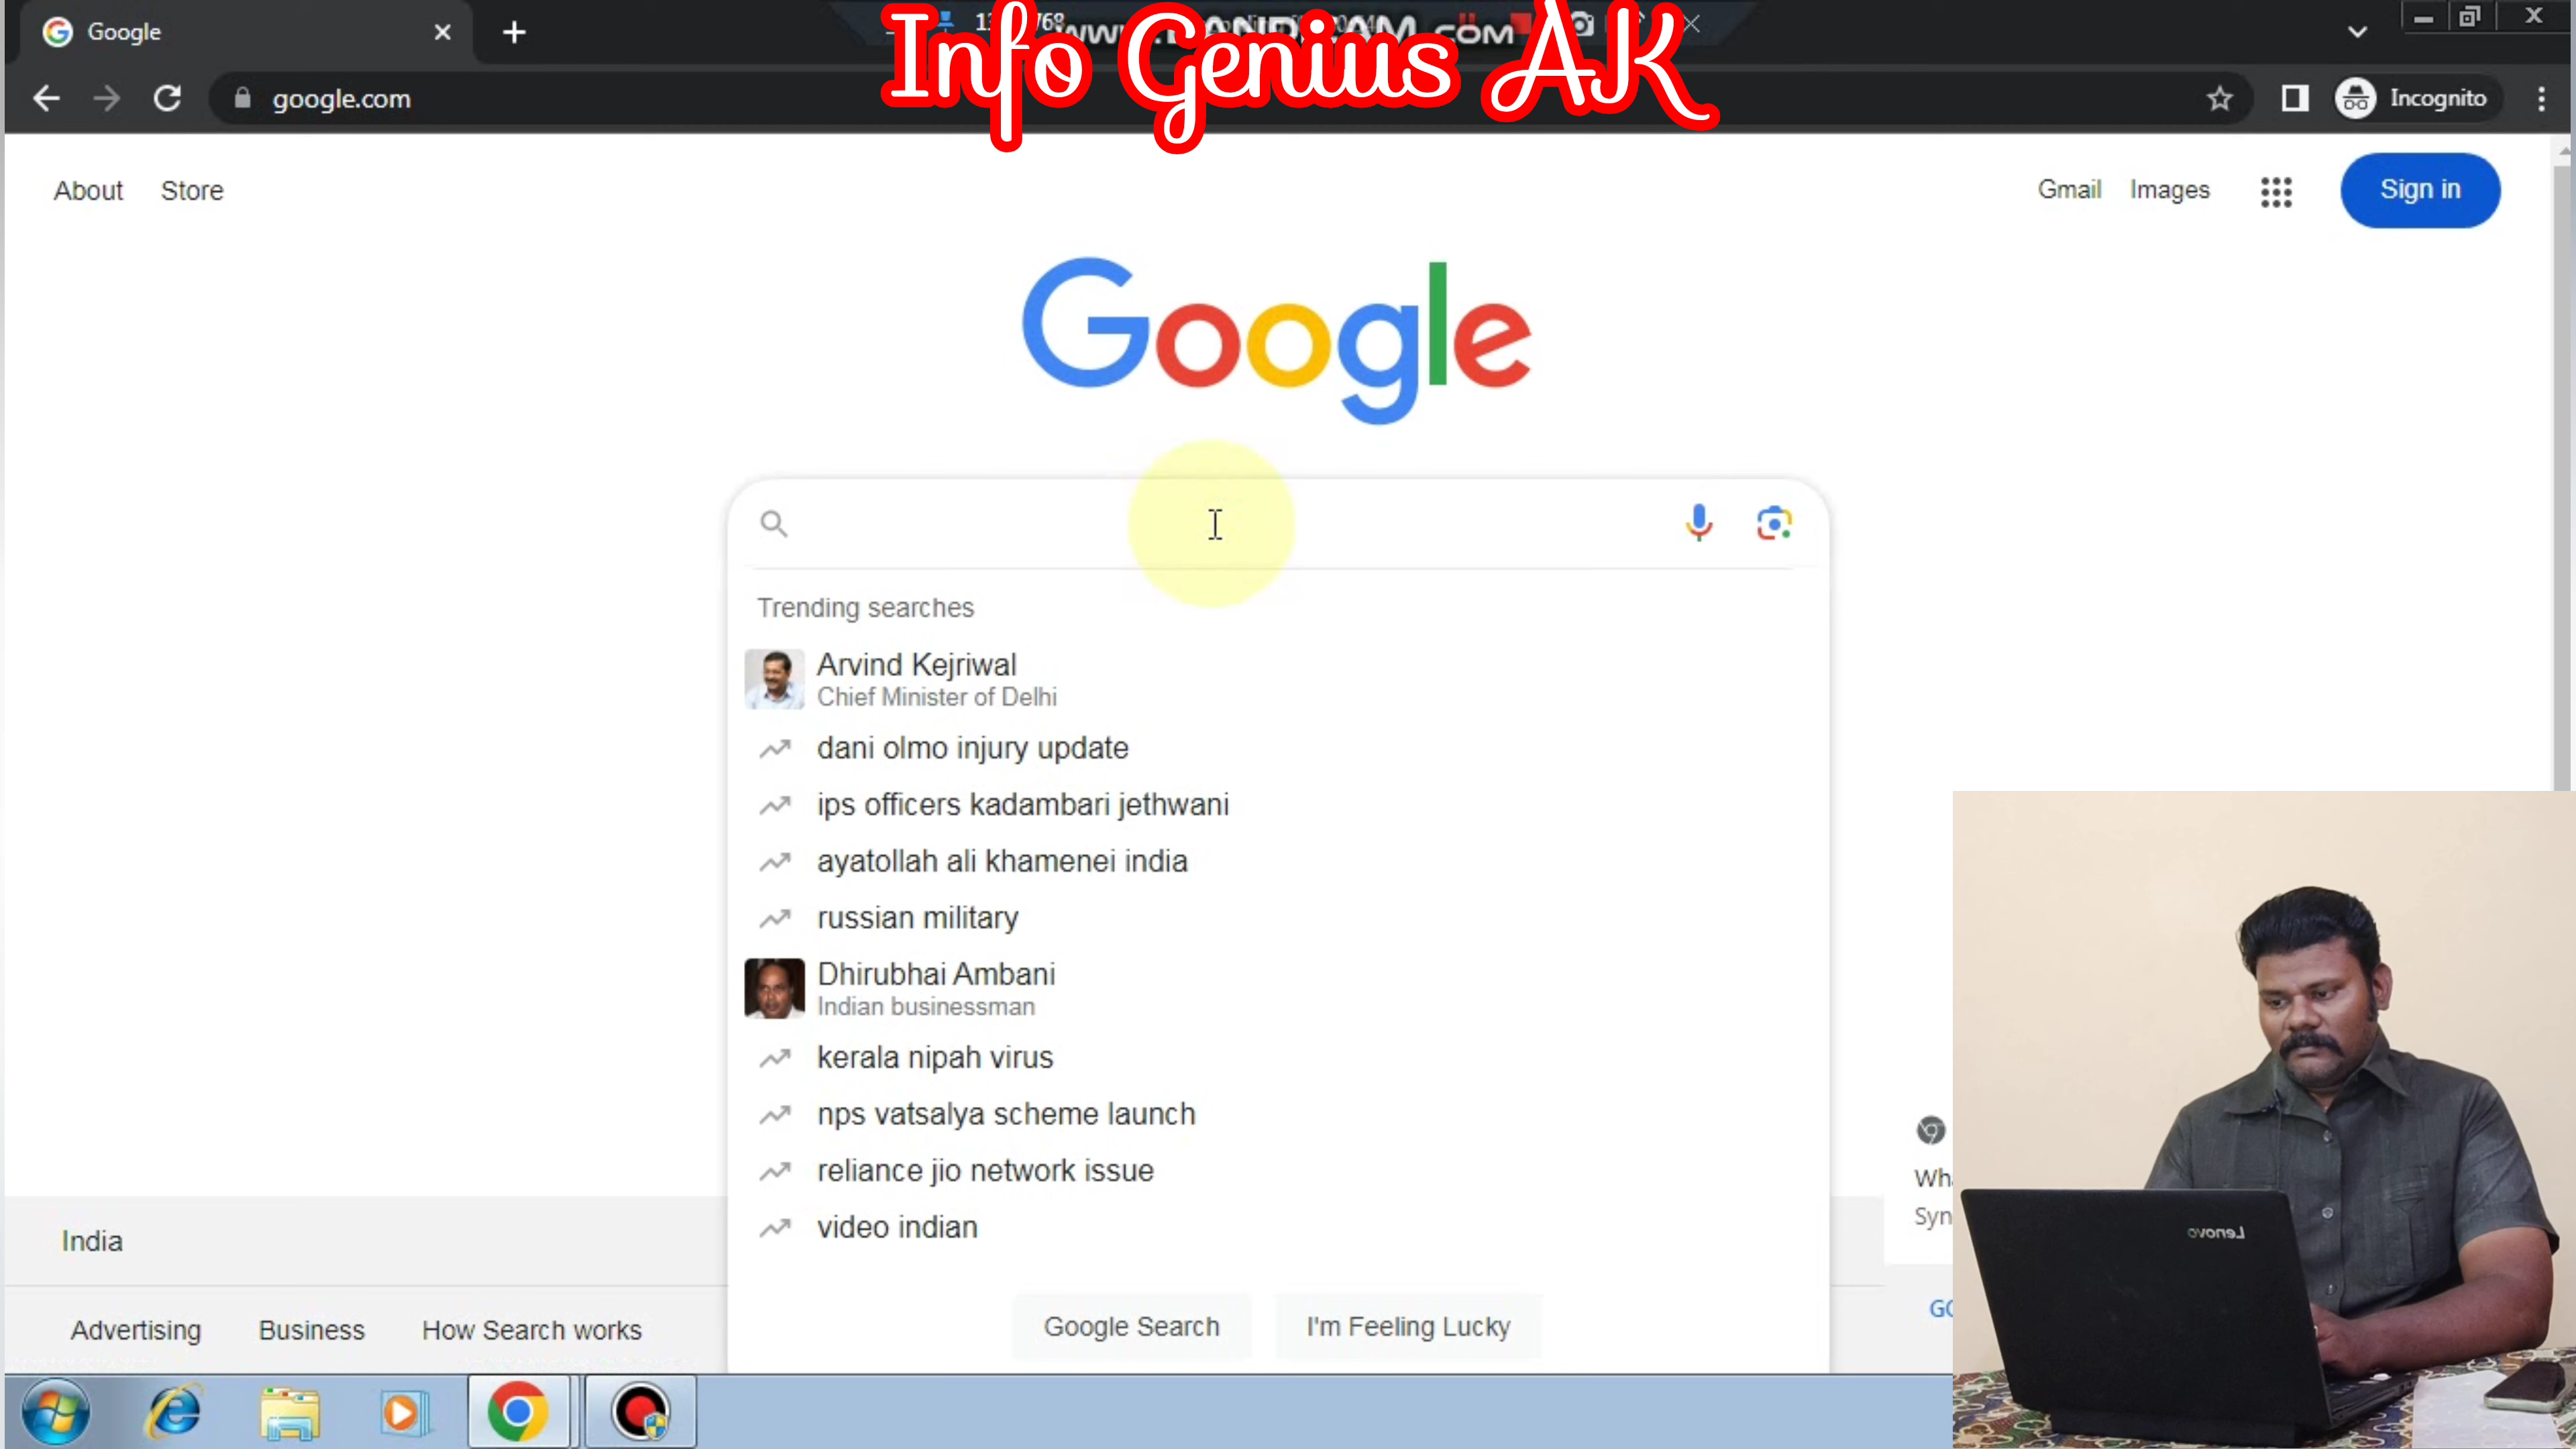 Google
Info Genius AK
google.com
Incognito
About Store
Gmail Images
Sign in
Google
Trending searches
Arvind Kejriwal
Chief Minister of Delhi
dani olmo injury update
ips officers kadambari jethwani
ayatollah ali khamenei india
russian military
Dhirubhai Ambani
Indian businessman
kerala nipah virus
nps vatsalya scheme launch
reliance jio network issue
video indian
Google Search I'm Feeling Lucky
India
Advertising Business How Search works
Lenovo